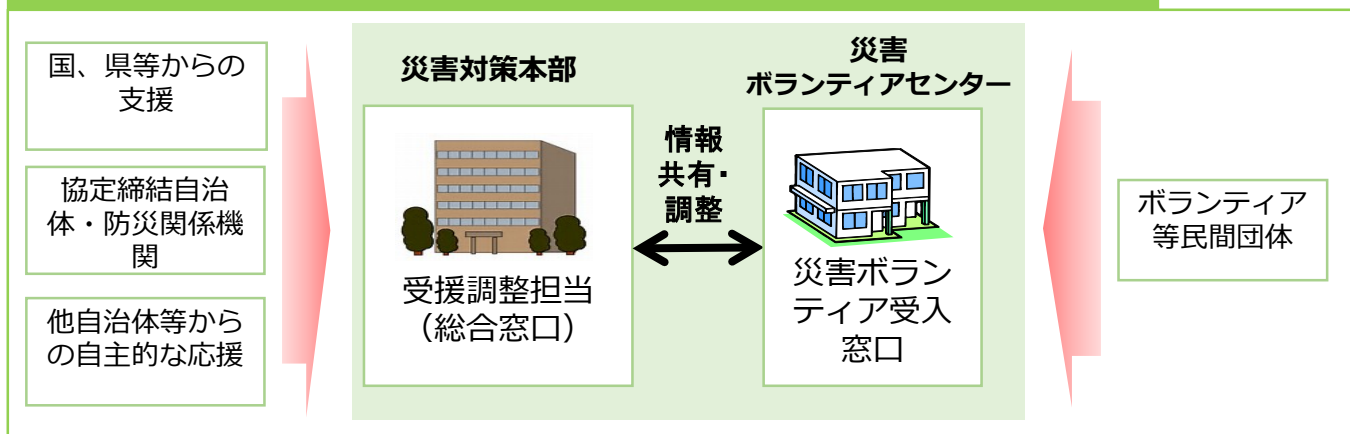 国、県等からの
支援
協定締結自治
体・防災関係機
関
他自治体等から
の自主的な応援
災害対策本部
受援調整担当
（総合窓口）
情報
共有・
調整
災害
ボランティアセンター
災害ボラン
ティア受入
窓口
ボランティア
等民間団体